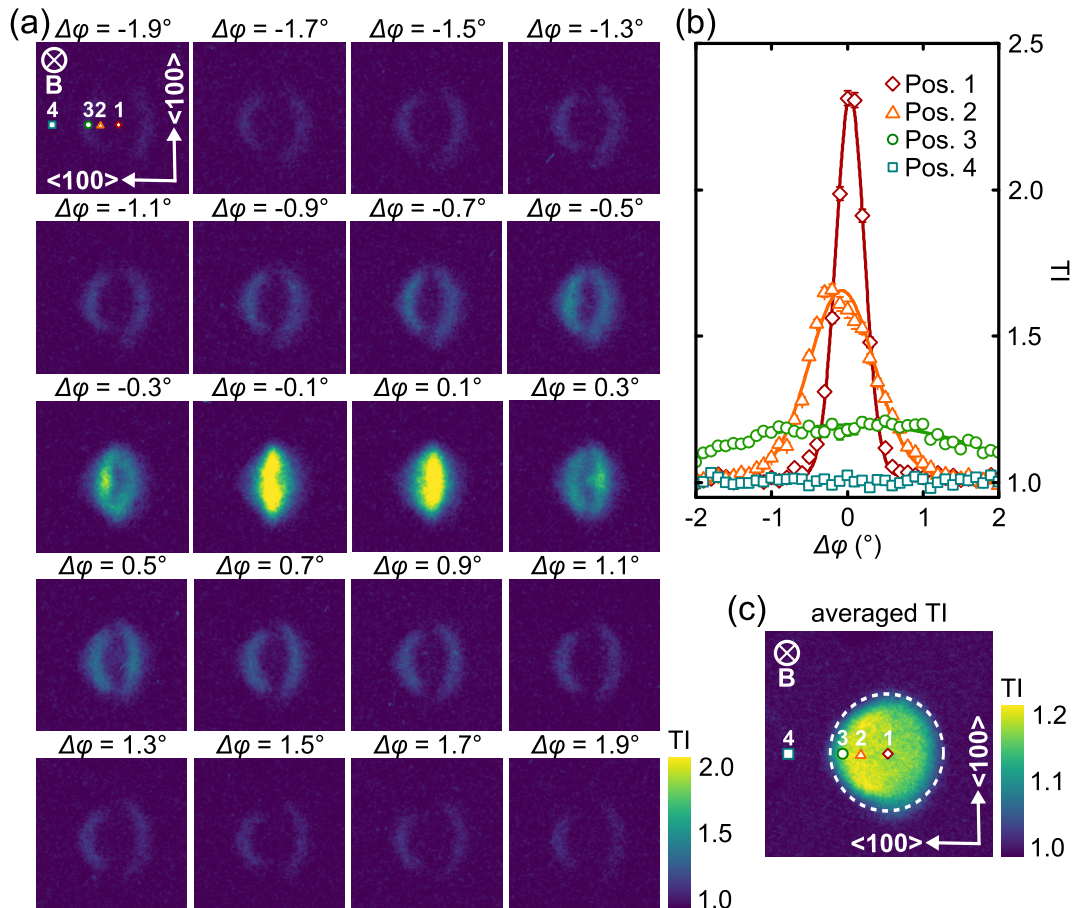 (a)
Δφ = -1.9° Δφ = -1.7° Δφ = -1.5° Δφ = -1.3°
B
4 32 1
<100>
<100>
Δφ = -1.1° Δφ = -0.9° Δφ = -0.7° Δφ = -0.5°
Δφ = -0.3° Δφ = -0.1° Δφ = 0.1° Δφ = 0.3°
Δφ = 0.5° Δφ = 0.7° Δφ = 0.9° Δφ = 1.1°
Δφ = 1.3° Δφ = 1.5° Δφ = 1.7° Δφ = 1.9°
TI
2.0
1.5
1.0
(b)
Pos. 1
Pos. 2
Pos. 3
Pos. 4
2.5
2.0
1.5
1.0
TI
-2 -1 0 1 2
Δφ (°)
(c)
averaged TI
B
4 3 2 1
<100>
<100>
TI
1.2
1.1
1.0